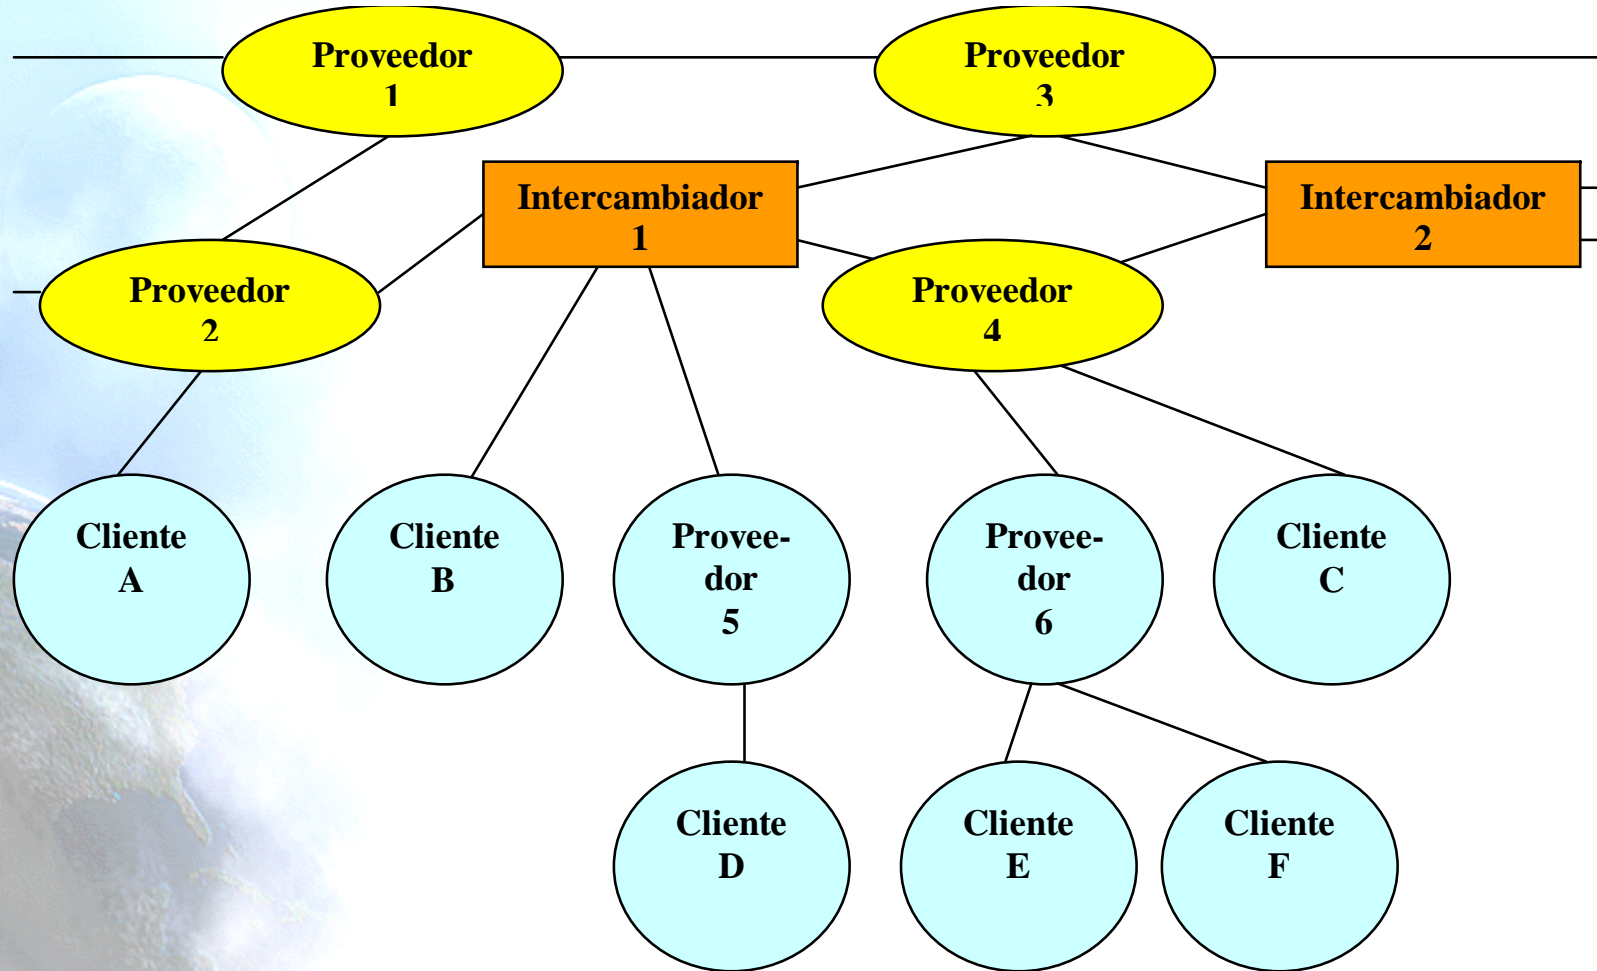 Proveedor
1
Proveedor
3
Intercambiador
1
Intercambiador
2
Proveedor
2
Proveedor
4
Cliente
A
Cliente
B
Provee-
dor
5
Provee-
dor
6
Cliente
C
Cliente
D
Cliente
E
Cliente
F